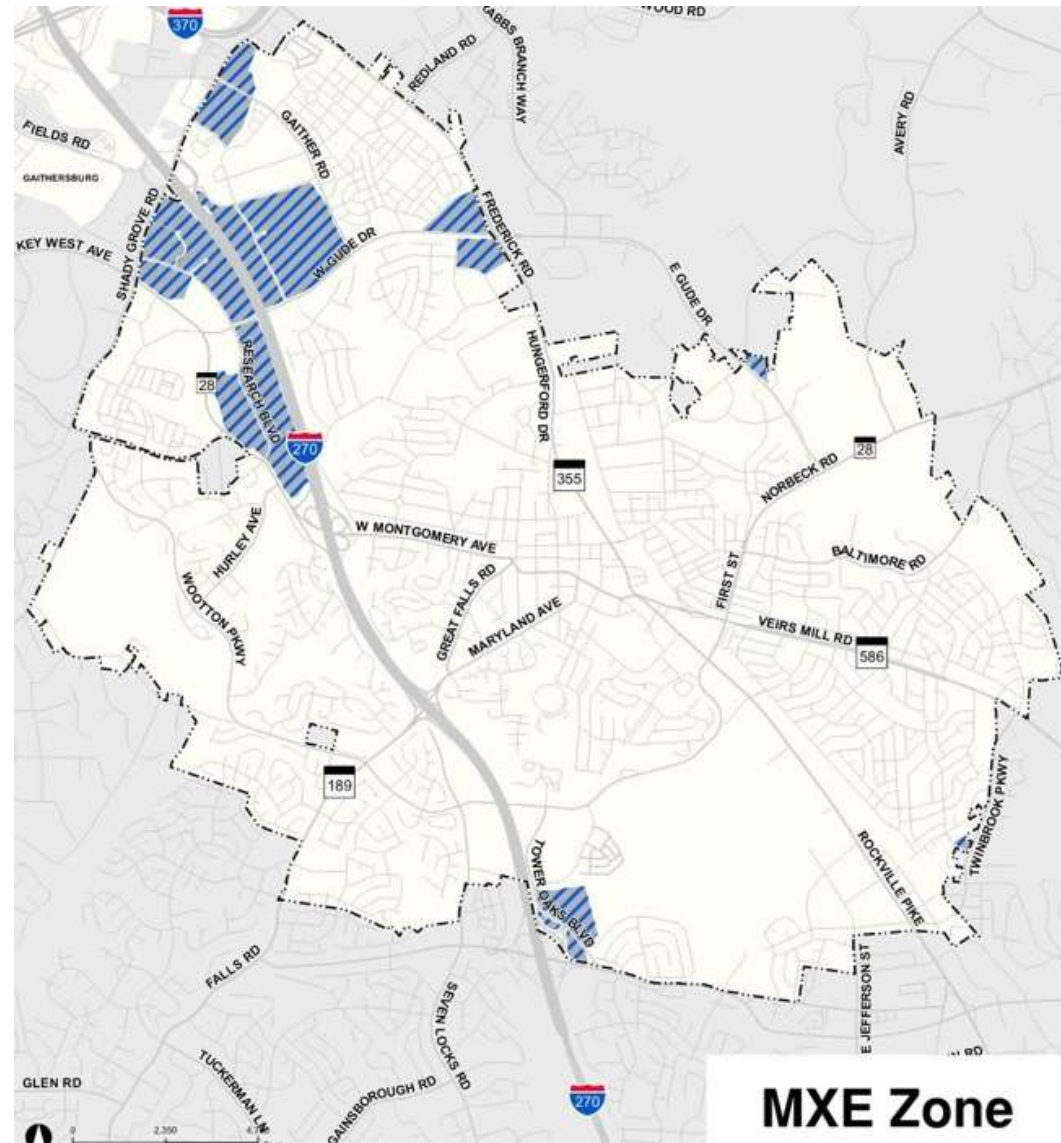 370
REDLAND RD
CRABBS BRANCH WAY
WOOD RD
FIELDS RD
GAITHERSBURG
GAITHER RD
AVERY RD
SHADY GROVE RD
KEY WEST AVE
W GUDE DR
FREDERICK RD
E GUDE DR
HUNGERFORD DR
RESEARCH BLVD
28
270
355
28
NORBECK RD
W MONTGOMERY AVE
HURLEY AVE
WOOTTON PKWY
GREAT FALLS RD
MARYLAND AVE
FIRST ST
BALTIMORE RD
VEIRS MILL RD
586
189
TWINBROOK PKWY
ROCKVILLE PIKE
TOWER OAKS BLVD
FALLS RD
SEVEN LOCKS RD
E JEFFERSON ST
GLEN RD
TUCKERMAN LN
GAINSBOROUGH RD
270
MXE Zone
0 2,350